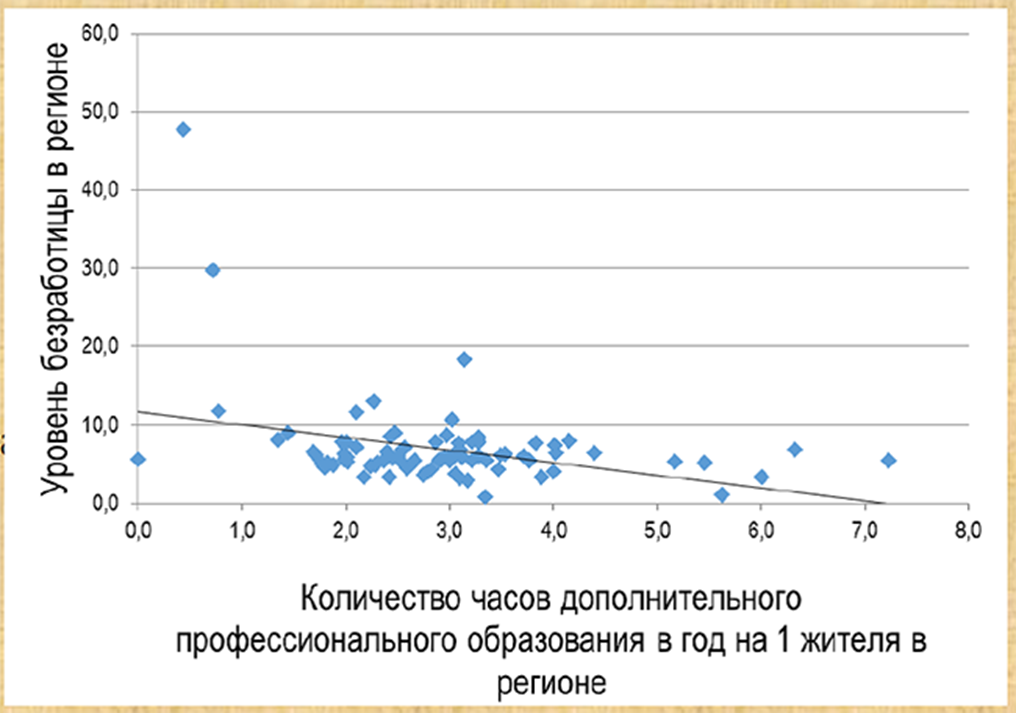 Уровень безработицы в регионе
60,0
50,0
40,0
30,0
20,0
10,0
0,0
0,0 1,0 2,0 3,0 4,0 5,0 6,0 7,0 8,0
Количество часов дополнительного
профессионального образования в год на 1 жителя в
регионе